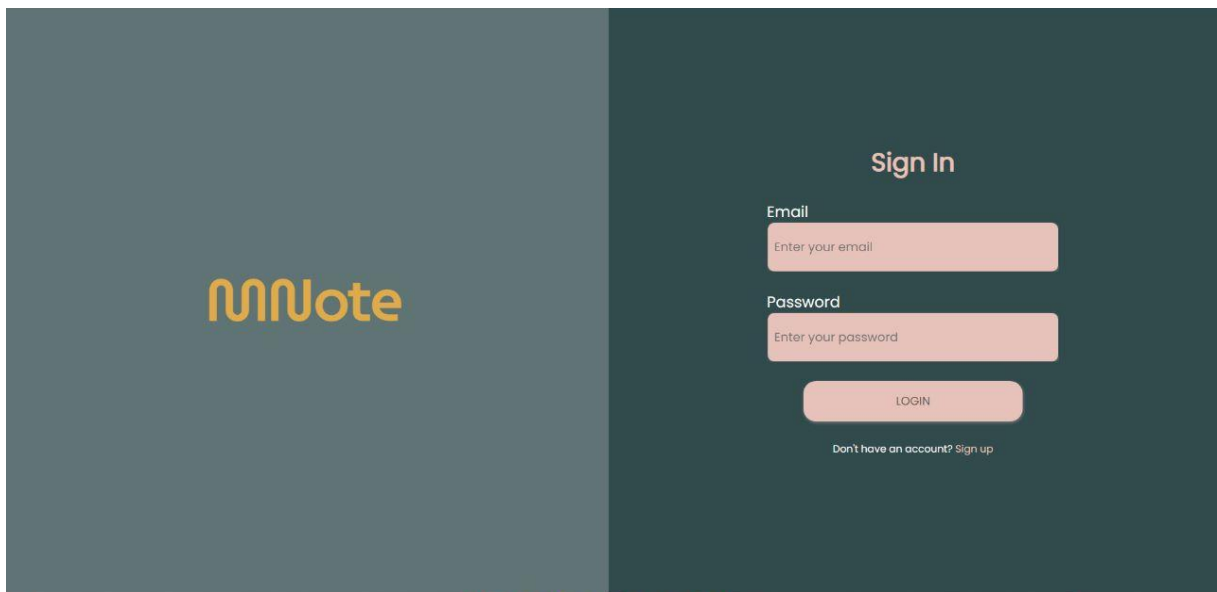 MNote
Sign In
Email
Enter your email
Password
Enter your password
LOGIN
Don't have an account? Sign up